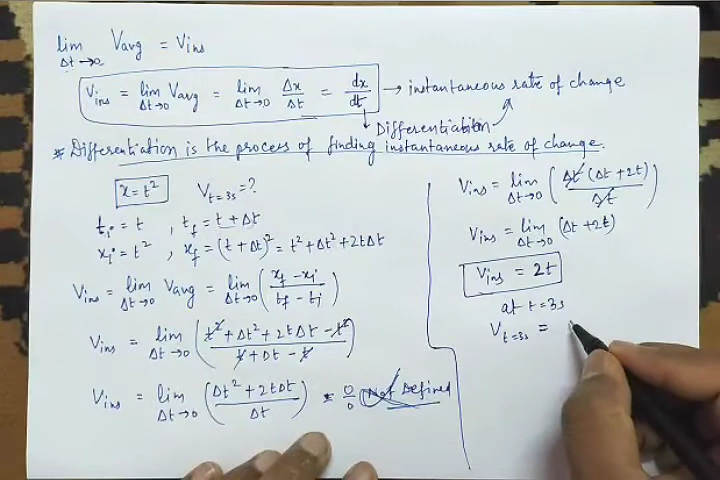 lim Δt→0 Vavg = Vins
Vins = lim Δt→0 Vavg = lim Δt→0 Δx/Δt = dx/dt → instantaneous rate of change
Differentiation
* Differentiation is the process of finding instantaneous rate of change.
x = t² V t=3s = ?
ti = t , tf = t + Δt
xi = t² , xf = (t + Δt)² = t² + Δt² + 2tΔt
Vins = lim Δt→0 Vavg = lim Δt→0 (xf − xi / tf − ti)
Vins = lim Δt→0 (t² + Δt² + 2tΔt − t² / t + Δt − t)
Vins = lim Δt→0 (Δt² + 2tΔt / Δt) = 0/0 Not Defined
Vins = lim Δt→0 (Δt (Δt + 2t) / Δt)
Vins = lim Δt→0 (Δt + 2t)
Vins = 2t
at t = 3s
V t=3s =